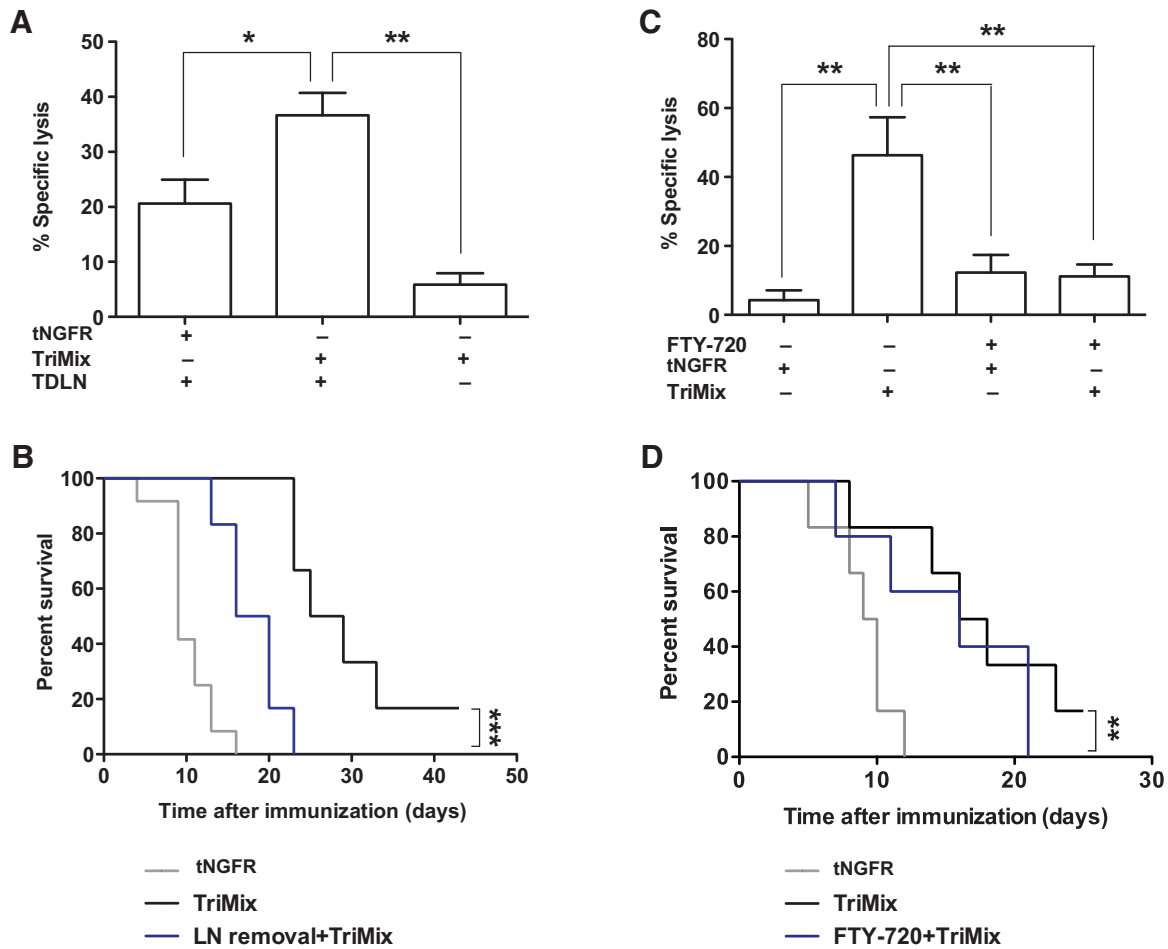 A
% Specific lysis
50
40
30
20
10
0
* **
tNGFR + – –
TriMix – + +
TDLN + + –
B
Percent survival
100
80
60
40
20
0
***
0 10 20 30 40 50
Time after immunization (days)
tNGFR
TriMix
LN removal+TriMix
C
% Specific lysis
80
60
40
20
0
**
** **
FTY-720 – – + +
tNGFR + – + –
TriMix – + – +
D
Percent survival
100
80
60
40
20
0
**
0 10 20 30
Time after immunization (days)
tNGFR
TriMix
FTY-720+TriMix